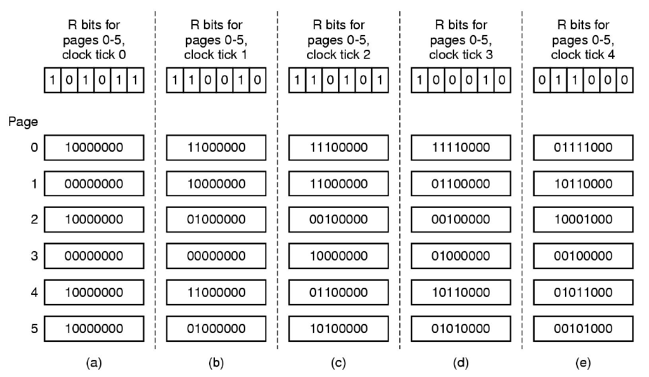 R bits for pages 0-5, clock tick 0
R bits for pages 0-5, clock tick 1
R bits for pages 0-5, clock tick 2
R bits for pages 0-5, clock tick 3
R bits for pages 0-5, clock tick 4
1 0 1 0 1 1
1 1 0 0 1 0
1 1 0 1 0 1
1 0 0 0 1 0
0 1 1 0 0 0
Page
0 10000000 11000000 11100000 11110000 01111000
1 00000000 10000000 11000000 01100000 10110000
2 10000000 01000000 00100000 00100000 10001000
3 00000000 00000000 10000000 01000000 00100000
4 10000000 11000000 01100000 10110000 01011000
5 10000000 01000000 10100000 01010000 00101000
(a) (b) (c) (d) (e)